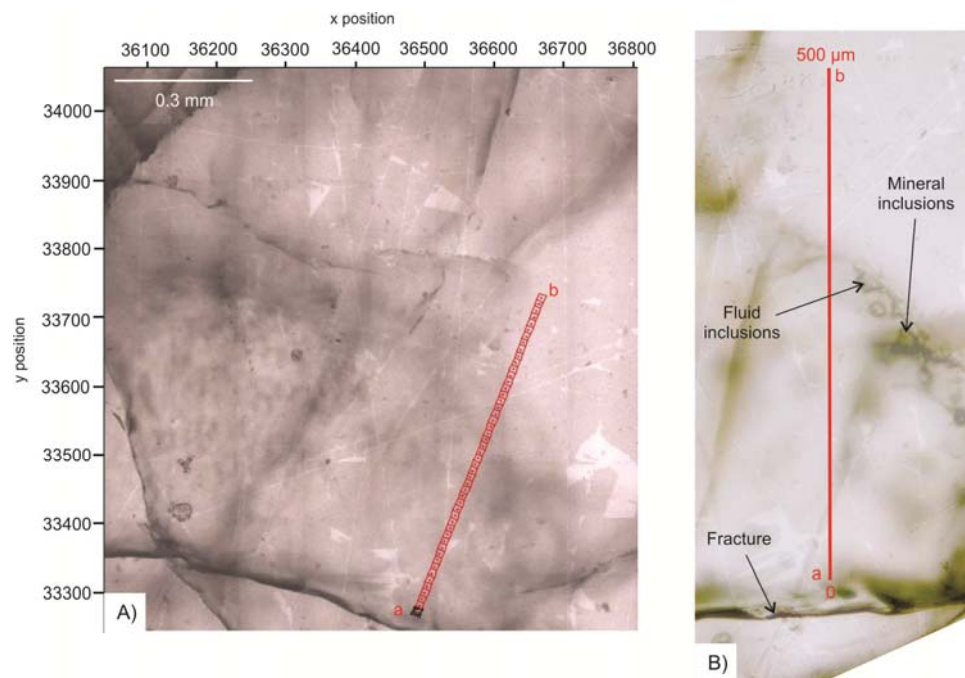 x position
36100 36200 36300 36400 36500 36600 36700 36800
0.3 mm
y position
34000
33900
33800
33700
33600
33500
33400
33300
b
a
A)
500 µm
b
Mineral
inclusions
Fluid
inclusions
Fracture
a
0
B)